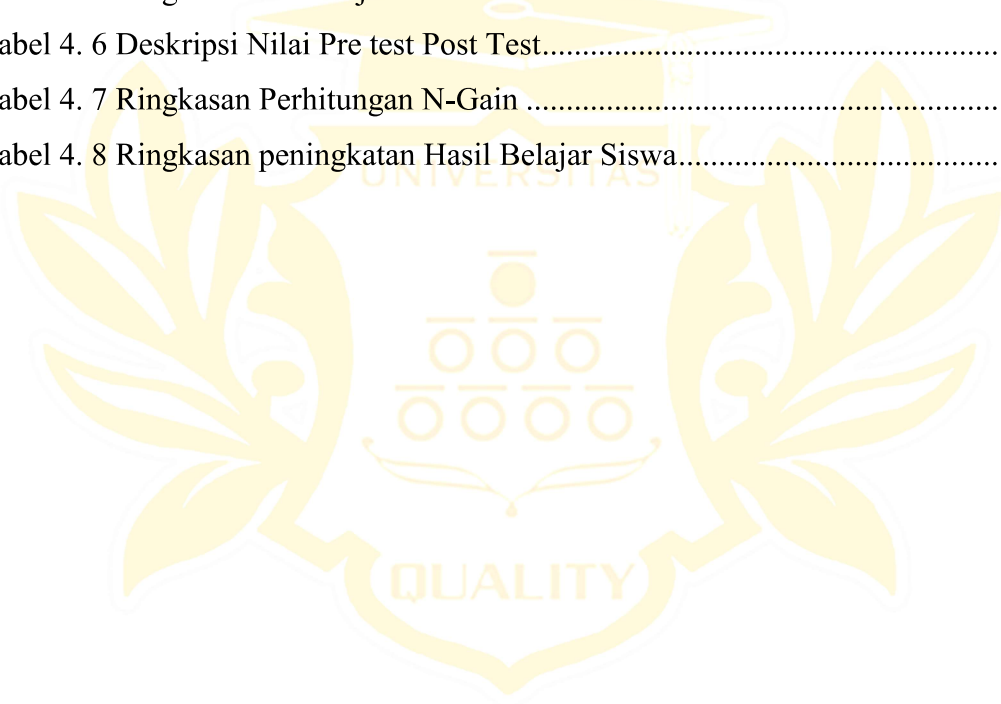 abel 4. 6 Deskripsi Nilai Pre test Post Test..........................................................
abel 4. 7 Ringkasan Perhitungan N-Gain ............................................................
abel 4. 8 Ringkasan peningkatan Hasil Belajar Siswa........................................
UNIVERSITAS
QUALITY